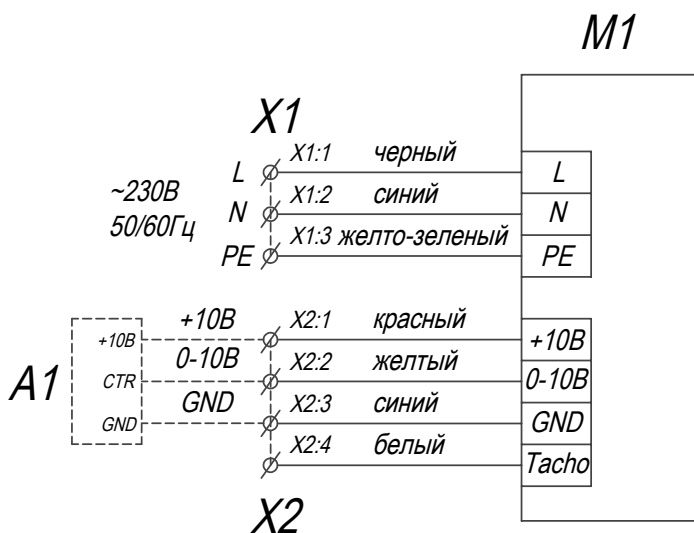 M1
X1
L X1:1 черный L
~230В
50/60Гц
N X1:2 синий N
PE X1:3 желто-зеленый PE
A1
+10В +10В X2:1 красный +10В
CTR 0-10В X2:2 желтый 0-10В
GND GND X2:3 синий GND
X2:4 белый Tacho
X2